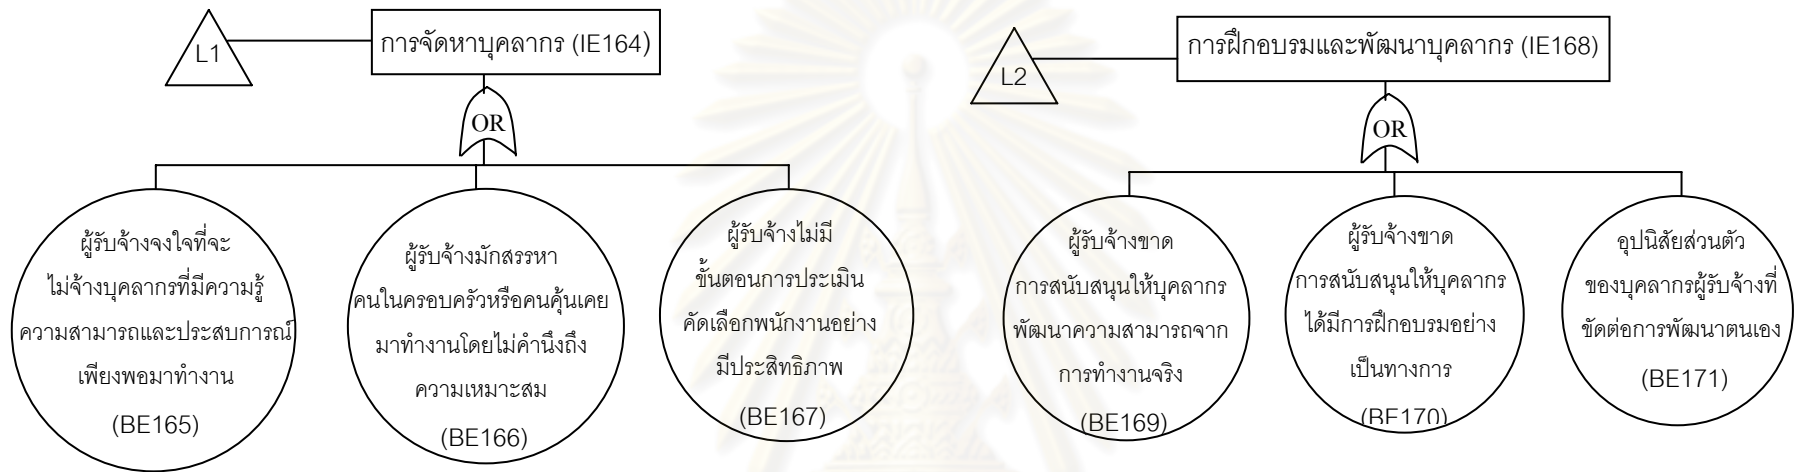 L1
การจัดหาบุคลากร (IE164)
OR
ผู้รับจ้างจงใจที่จะ
ไม่จ้างบุคลากรที่มีความรู้
ความสามารถและประสบการณ์
เพียงพอมาทำงาน
(BE165)
ผู้รับจ้างมักสรรหา
คนในครอบครัวหรือคนคุ้นเคย
มาทำงานโดยไม่คำนึงถึง
ความเหมาะสม
(BE166)
ผู้รับจ้างไม่มี
ขั้นตอนการประเมิน
คัดเลือกพนักงานอย่าง
มีประสิทธิภาพ
(BE167)
L2
การฝึกอบรมและพัฒนาบุคลากร (IE168)
OR
ผู้รับจ้างขาด
การสนับสนุนให้บุคลากร
พัฒนาความสามารถจาก
การทำงานจริง
(BE169)
ผู้รับจ้างขาด
การสนับสนุนให้บุคลากร
ได้มีการฝึกอบรมอย่าง
เป็นทางการ
(BE170)
อุปนิสัยส่วนตัว
ของบุคลากรผู้รับจ้างที่
ขัดต่อการพัฒนาตนเอง
(BE171)